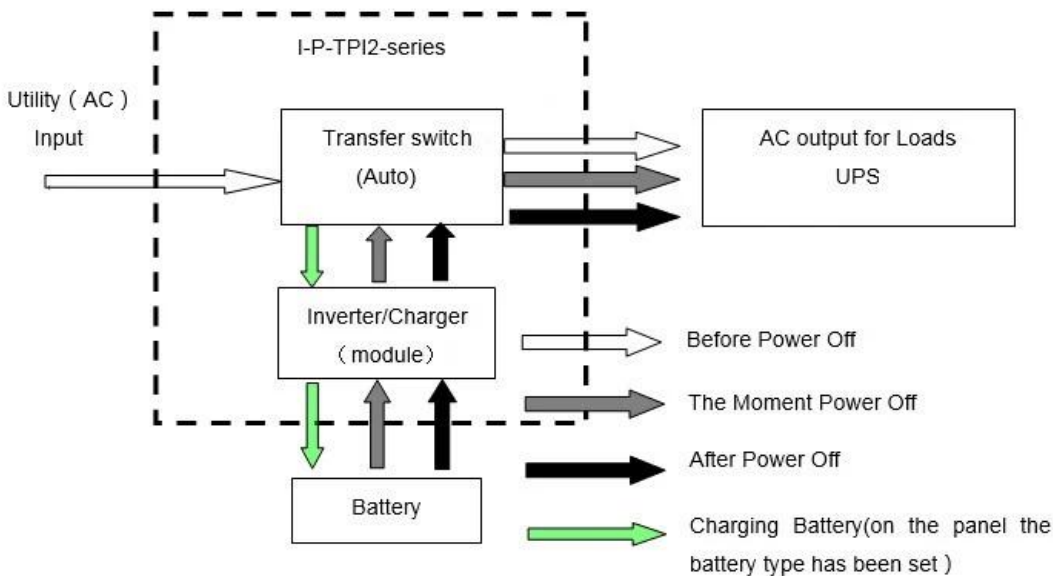 I-P-TPI2-series
Utility（AC）
Input
Transfer switch
(Auto)
AC output for Loads
UPS
Inverter/Charger
（module）
Before Power Off
The Moment Power Off
After Power Off
Battery
Charging Battery(on the panel the
battery type has been set）